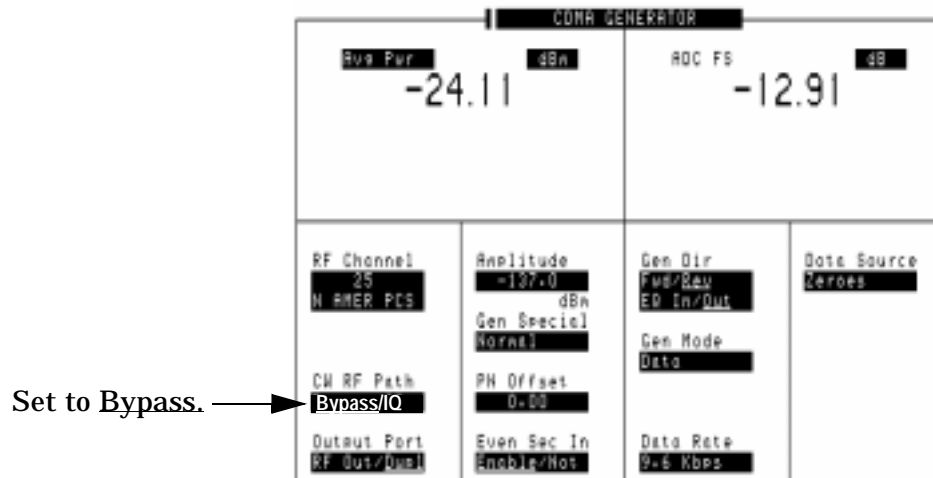 CDMA GENERATOR
Avg Pwr dBm
-24.11
ADC FS dB
-12.91
RF Channel
25
N AMER PCS
CW RF Path
Bypass/IQ
Output Port
RF Out/Dupl
Amplitude
-137.0
dBm
Gen Special
Normal
PN Offset
0.00
Even Sec In
Enable/Not
Gen Dir
Fwd/Rev
EQ In/Out
Gen Mode
Data
Data Rate
9.6 Kbps
Data Source
Zeroes
Set to Bypass.